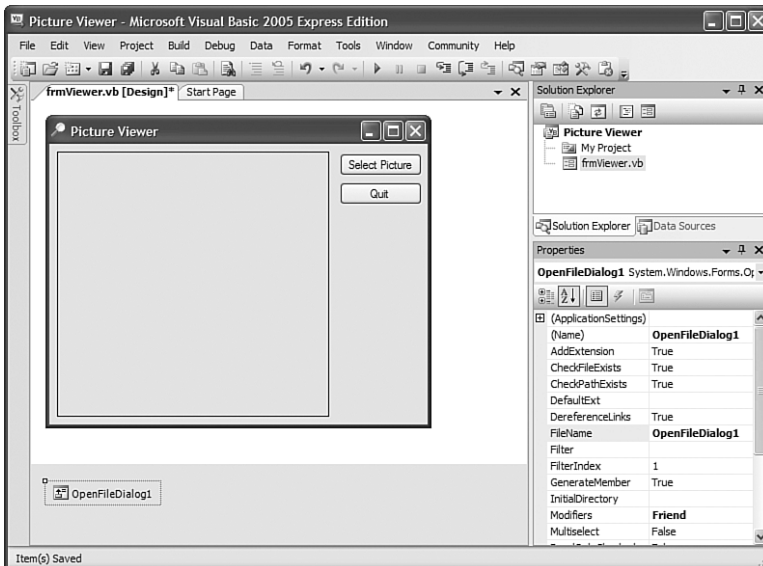 Picture Viewer - Microsoft Visual Basic 2005 Express Edition
File Edit View Project Build Debug Data Format Tools Window Community Help
Toolbox
frmViewer.vb [Design]* Start Page
Picture Viewer
Select Picture
Quit
OpenFileDialog1
Solution Explorer
Picture Viewer
My Project
frmViewer.vb
Solution Explorer Data Sources
Properties
OpenFileDialog1 System.Windows.Forms.Op
(ApplicationSettings)
(Name) OpenFileDialog1
AddExtension True
CheckFileExists True
CheckPathExists True
DefaultExt
DereferenceLinks True
FileName OpenFileDialog1
Filter
FilterIndex 1
GenerateMember True
InitialDirectory
Modifiers Friend
Multiselect False
Item(s) Saved